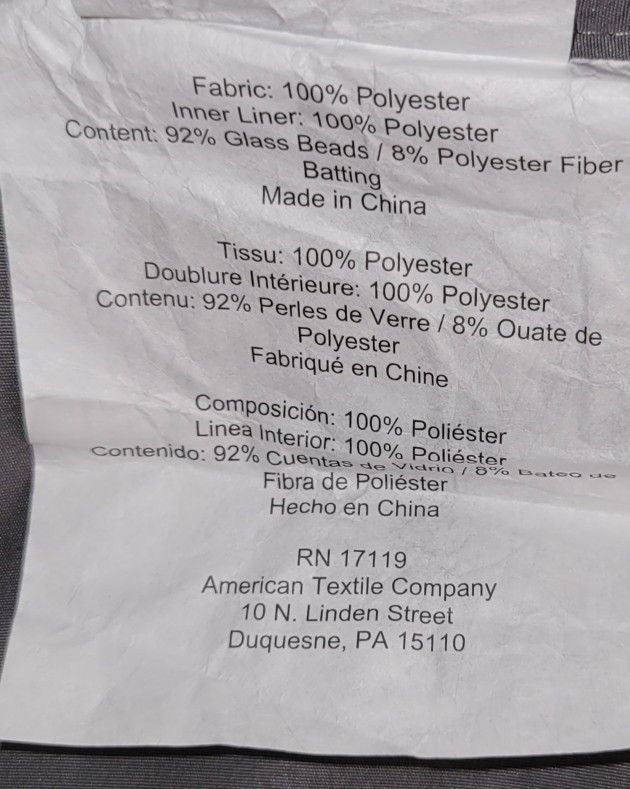 Fabric: 100% Polyester
Inner Liner: 100% Polyester
Content: 92% Glass Beads / 8% Polyester Fiber
Batting
Made in China
Tissu: 100% Polyester
Doublure Intérieure: 100% Polyester
Contenu: 92% Perles de Verre / 8% Ouate de
Polyester
Fabriqué en Chine
Composición: 100% Poliéster
Linea Interior: 100% Poliéster
Contenido: 92% Cuentas de Vidrio / 8% Bateo de
Fibra de Poliéster
Hecho en China
RN 17119
American Textile Company
10 N. Linden Street
Duquesne, PA 15110